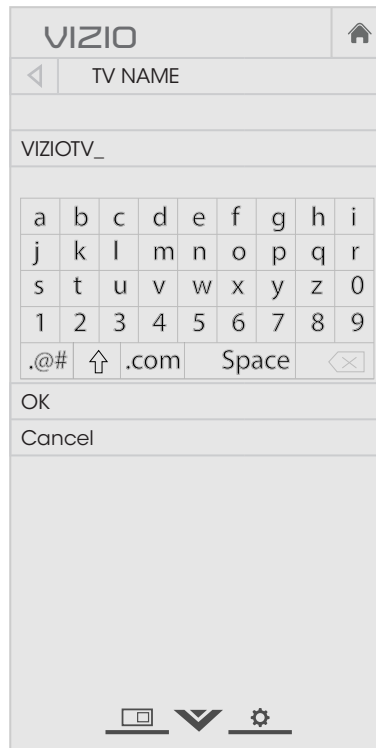 VIZIO
TV NAME
VIZIOTV_
a b c d e f g h i
j k l m n o p q r
s t u v w x y z 0
1 2 3 4 5 6 7 8 9
.@# .com Space
OK
Cancel